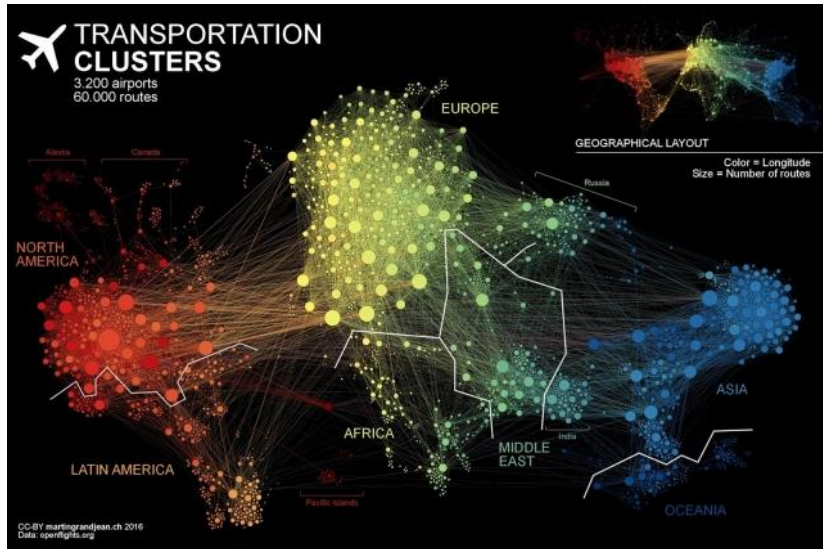 TRANSPORTATION
CLUSTERS
3.200 airports
60.000 routes
EUROPE
GEOGRAPHICAL LAYOUT
Color = Longitude
Size = Number of routes
Alaska
Canada
Russia
NORTH
AMERICA
ASIA
AFRICA
MIDDLE
EAST
India
LATIN AMERICA
Pacific islands
OCEANIA
CC-BY martingrandjean.ch 2016
Data: openflights.org